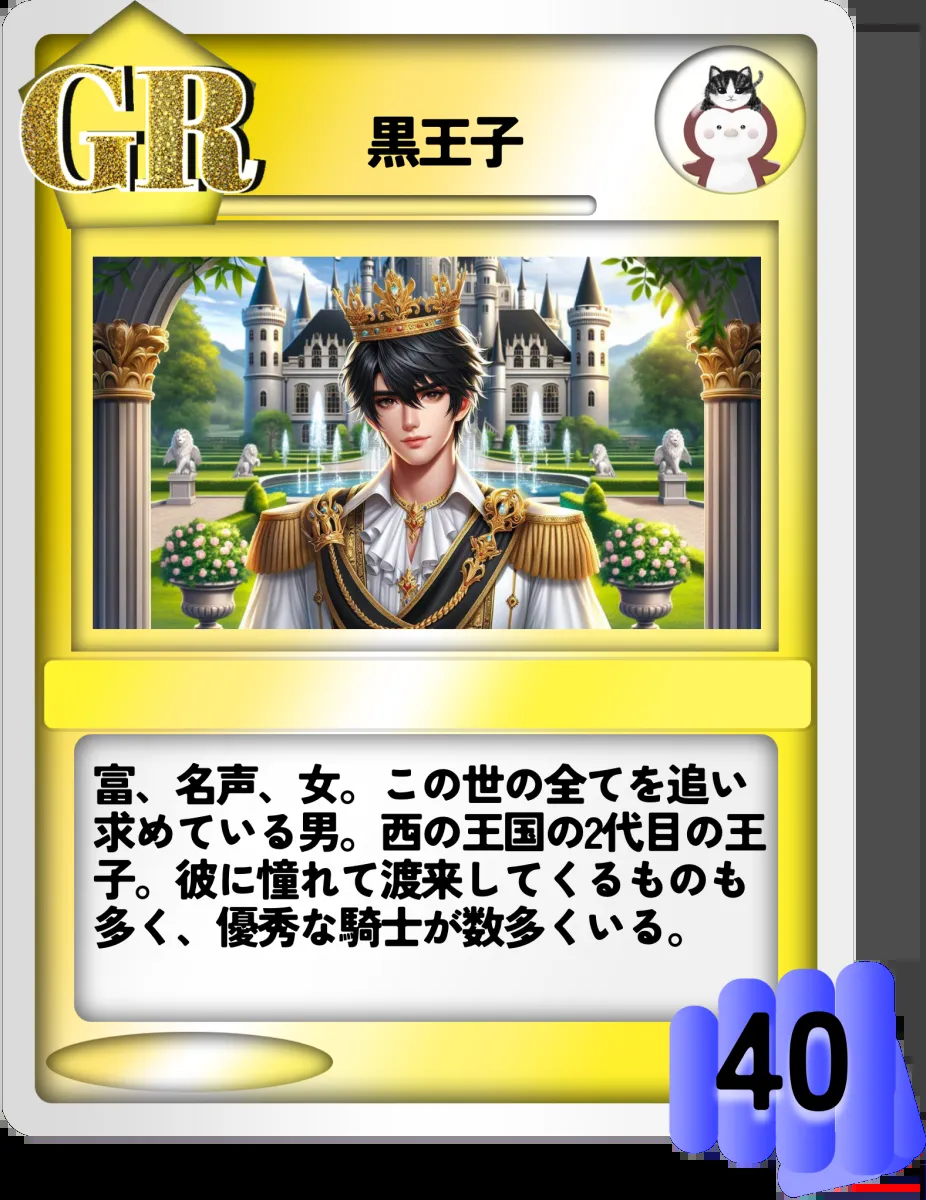 GR
黒王子
富、名声、女。この世の全てを追い
求めている男。西の王国の2代目の王
子。彼に憧れて渡来してくるものも
多く、優秀な騎士が数多くいる。
40